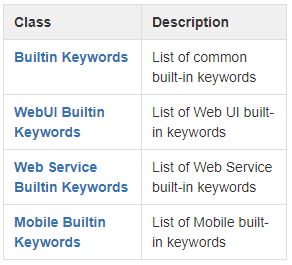 Class Description
Builtin Keywords List of common
built-in keywords
WebUI Builtin List of Web UI built-
Keywords in keywords
Web Service List of Web Service
Builtin Keywords built-in keywords
Mobile Builtin List of Mobile built-
Keywords in keywords